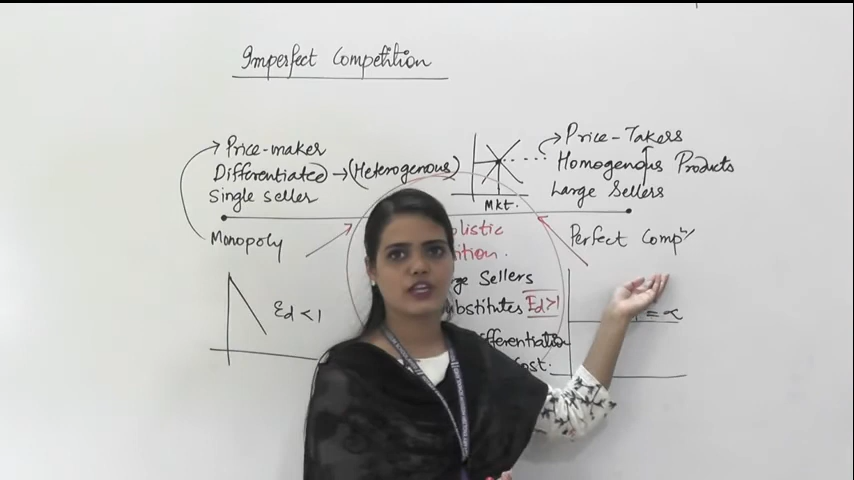 Imperfect Competition
Price-maker
Differentiated → (Heterogenous)
Single seller
Monopoly
Ed < 1
Mkt.
Price-Takers
Homogenous Products
Large Sellers
Perfect Comp
Sellers
Ed>1
Cost.
= ∝